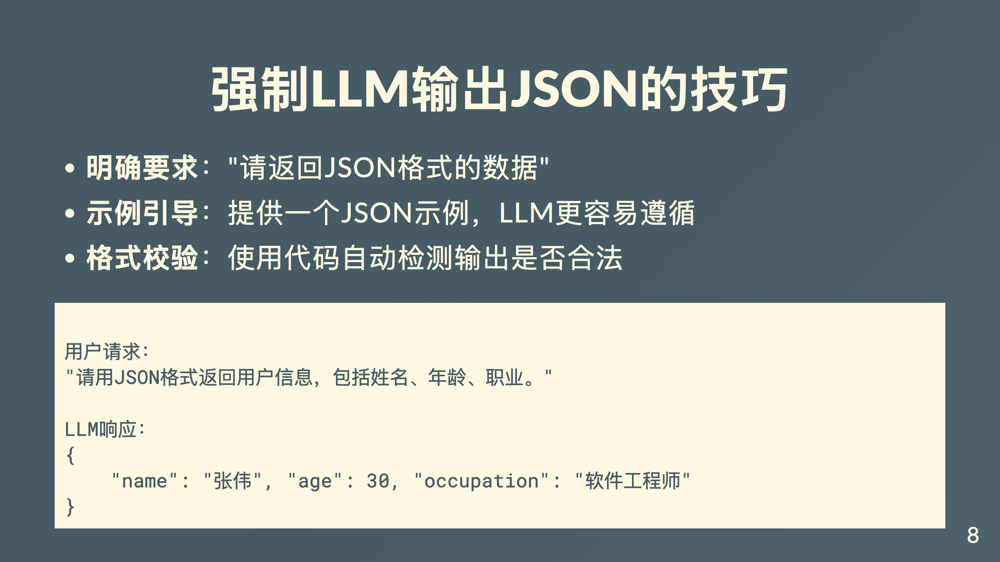 强制LLM输出JSON的技巧
• 明确要求："请返回JSON格式的数据"
• 示例引导：提供一个JSON示例，LLM更容易遵循
• 格式校验：使用代码自动检测输出是否合法
用户请求：
"请用JSON格式返回用户信息，包括姓名、年龄、职业。"
LLM响应：
{
    "name": "张伟", "age": 30, "occupation": "软件工程师"
}
8